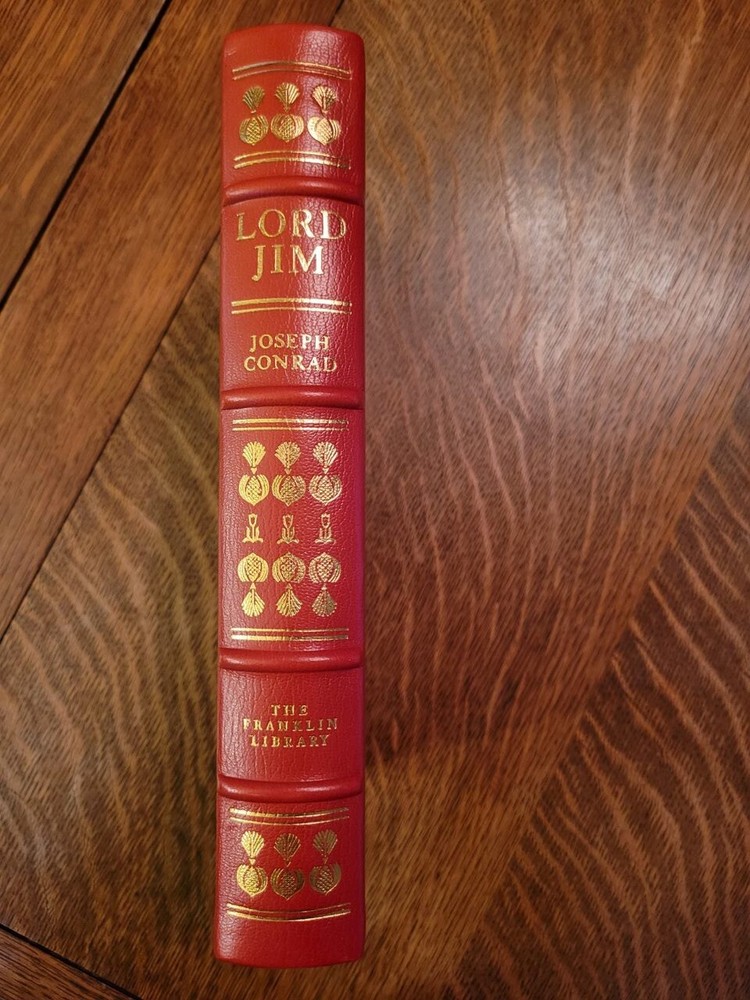 LORD
JIM
JOSEPH
CONRAD
THE
FRANKLIN
LIBRARY